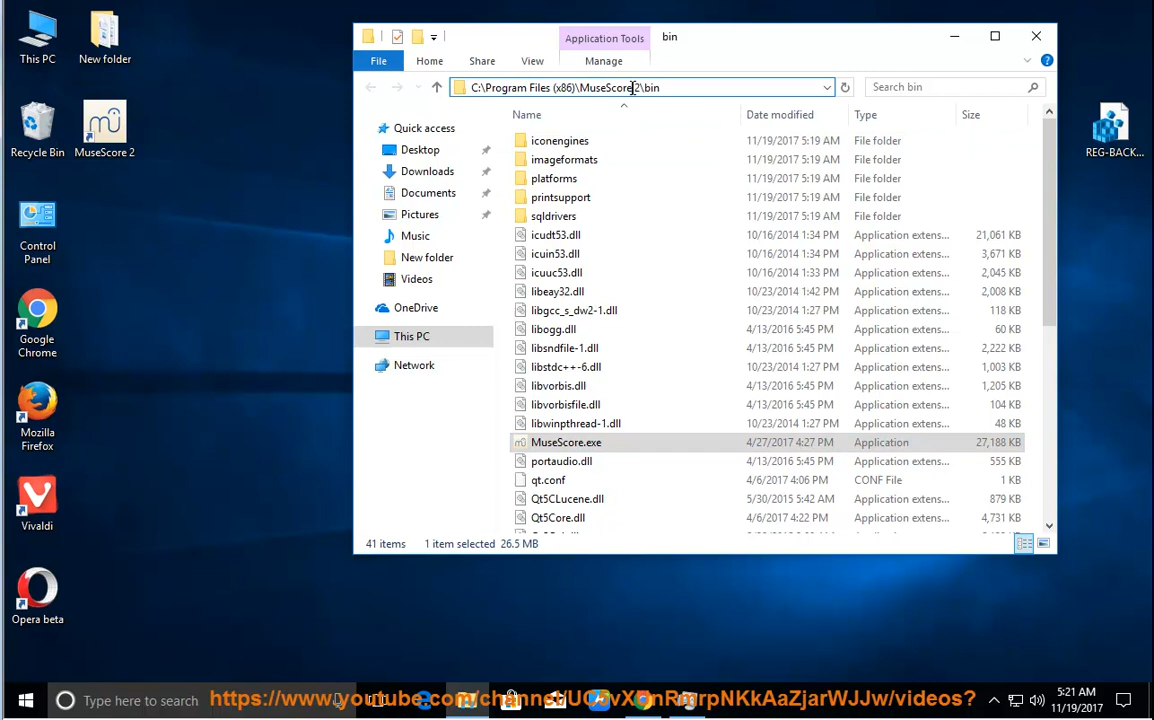 This PC
New folder
Recycle Bin
MuseScore 2
Control
Panel
Google
Chrome
Mozilla
Firefox
Vivaldi
Opera beta
REG-BACK...
Application Tools
bin
File
Home
Share
View
Manage
C:\Program Files (x86)\MuseScore 2\bin
Search bin
Quick access
Desktop
Downloads
Documents
Pictures
Music
New folder
Videos
OneDrive
This PC
Network
Name Date modified Type Size
iconengines 11/19/2017 5:19 AM File folder
imageformats 11/19/2017 5:19 AM File folder
platforms 11/19/2017 5:19 AM File folder
printsupport 11/19/2017 5:19 AM File folder
sqldrivers 11/19/2017 5:19 AM File folder
icudt53.dll 10/16/2014 1:34 PM Application extens... 21,061 KB
icuin53.dll 10/16/2014 1:34 PM Application extens... 3,671 KB
icuuc53.dll 10/16/2014 1:33 PM Application extens... 2,045 KB
libeay32.dll 10/23/2014 1:42 PM Application extens... 2,008 KB
libgcc_s_dw2-1.dll 10/23/2014 1:27 PM Application extens... 118 KB
libogg.dll 4/13/2016 5:45 PM Application extens... 60 KB
libsndfile-1.dll 4/13/2016 5:45 PM Application extens... 2,222 KB
libstdc++-6.dll 10/23/2014 1:27 PM Application extens... 1,003 KB
libvorbis.dll 4/13/2016 5:45 PM Application extens... 1,205 KB
libvorbisfile.dll 4/13/2016 5:45 PM Application extens... 104 KB
libwinpthread-1.dll 10/23/2014 1:27 PM Application extens... 48 KB
MuseScore.exe 4/27/2017 4:27 PM Application 27,188 KB
portaudio.dll 4/13/2016 5:45 PM Application extens... 555 KB
qt.conf 4/6/2017 4:06 PM CONF File 1 KB
Qt5CLucene.dll 5/30/2015 5:42 AM Application extens... 879 KB
Qt5Core.dll 4/6/2017 4:22 PM Application extens... 4,731 KB
41 items 1 item selected 26.5 MB
Type here to search
5:21 AM
11/19/2017